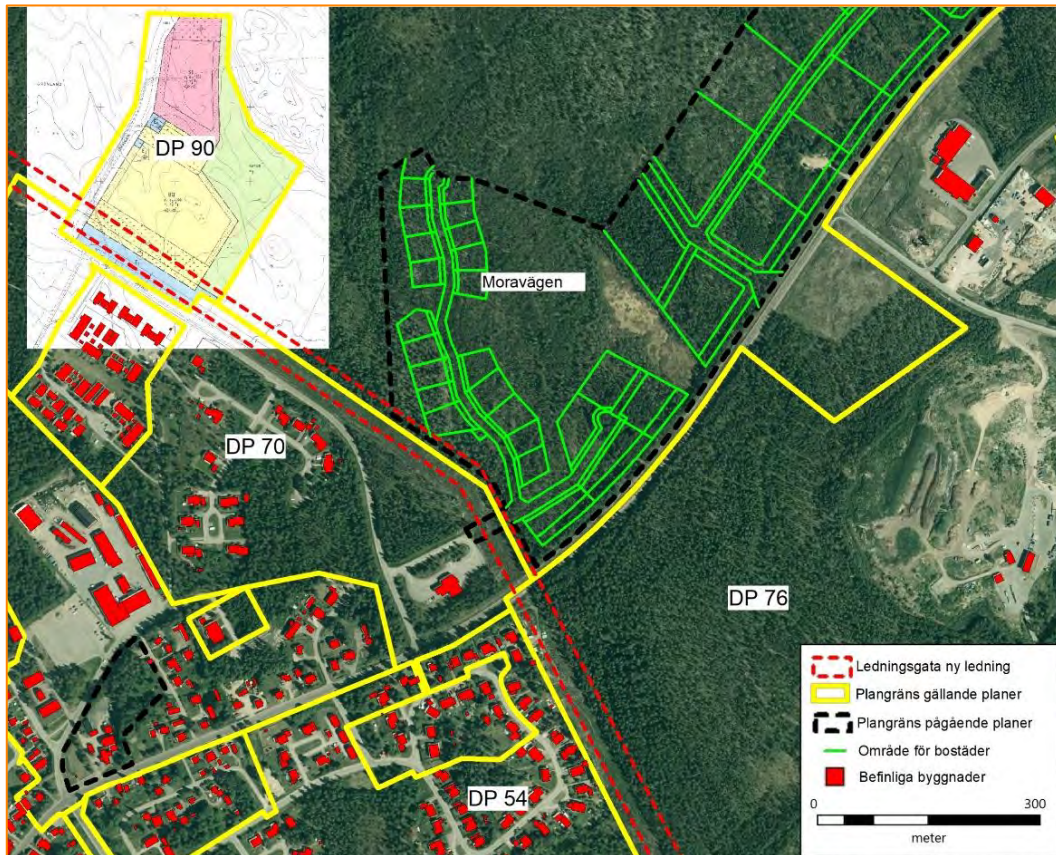 DP 90
Moravägen
DP 70
DP 76
DP 54
Ledningsgata ny ledning
Plangräns gällande planer
Plangräns pågående planer
Område för bostäder
Befinliga byggnader
0 300
meter